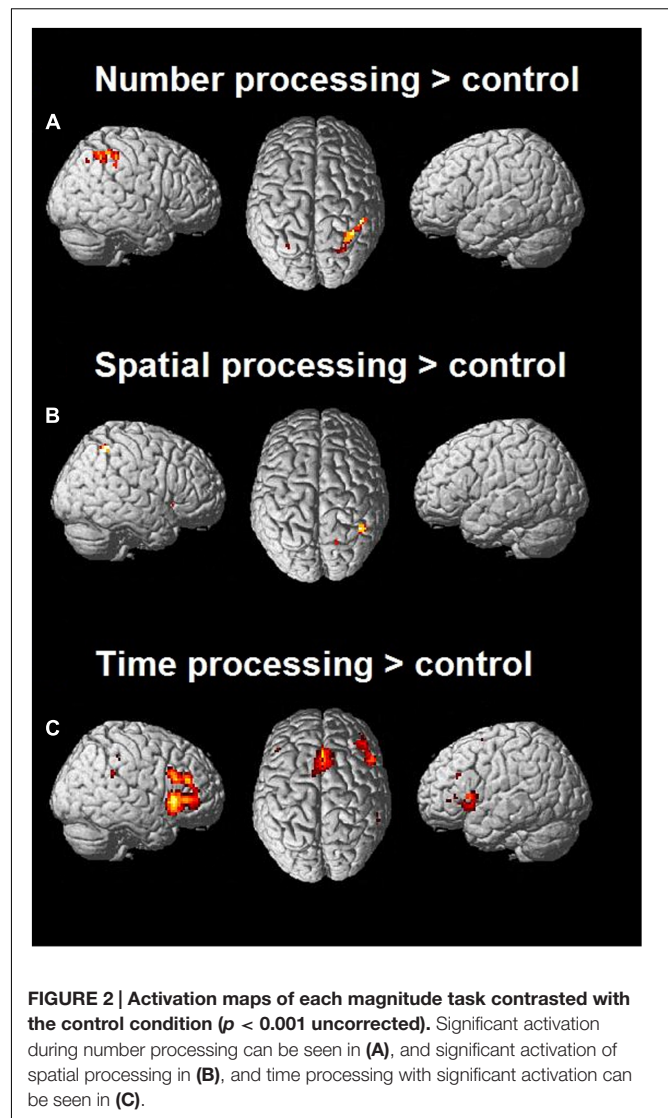 Number processing > control
A
Spatial processing > control
B
Time processing > control
C
FIGURE 2 | Activation maps of each magnitude task contrasted with
the control condition (p < 0.001 uncorrected). Significant activation
during number processing can be seen in (A), and significant activation of
spatial processing in (B), and time processing with significant activation can
be seen in (C).